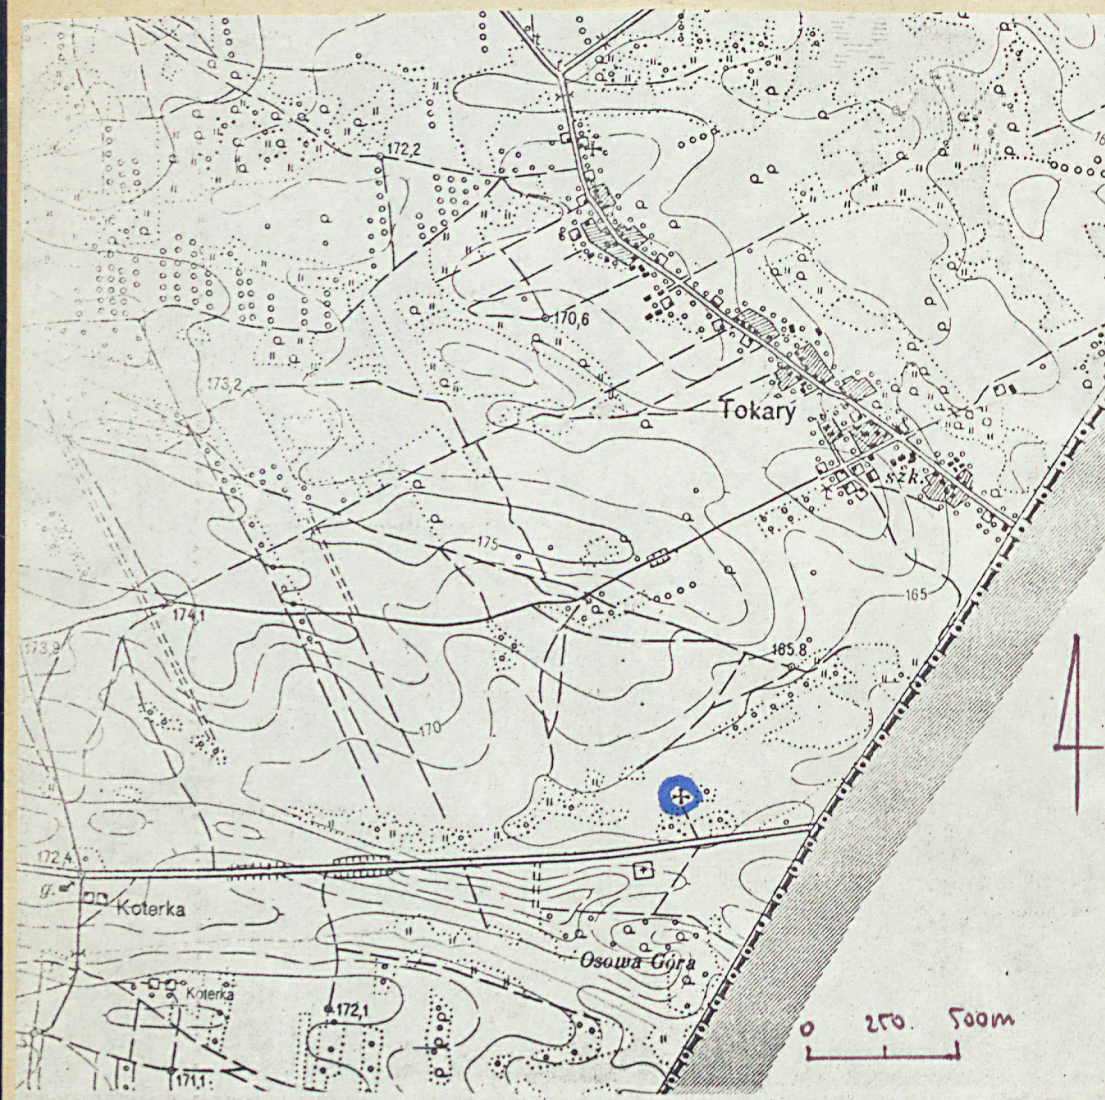 172,2
170,6
173,2
Tokary
szk.
175
165
174,1
173,9
165.8
170
172,4
g.
Koterka
Osowa Góra
Koterka
172,1
171,1
0 250. 500m